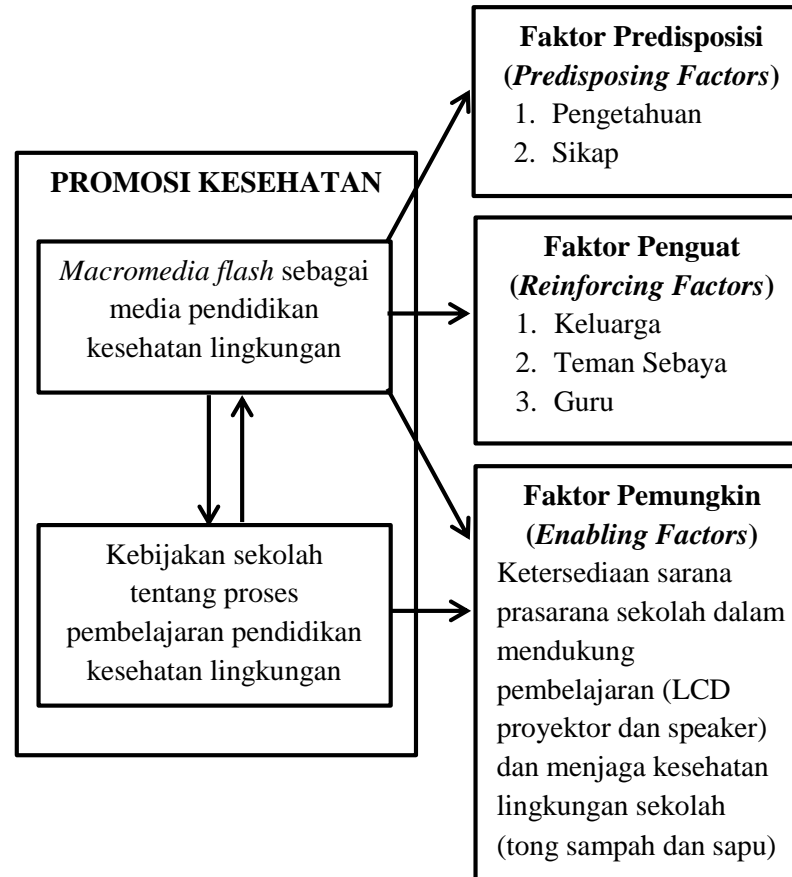 PROMOSI KESEHATAN
Macromedia flash sebagai
media pendidikan
kesehatan lingkungan
Kebijakan sekolah
tentang proses
pembelajaran pendidikan
kesehatan lingkungan
Faktor Predisposisi
(Predisposing Factors)
1. Pengetahuan
2. Sikap
Faktor Penguat
(Reinforcing Factors)
1. Keluarga
2. Teman Sebaya
3. Guru
Faktor Pemungkin
(Enabling Factors)
Ketersediaan sarana
prasarana sekolah dalam
mendukung
pembelajaran (LCD
proyektor dan speaker)
dan menjaga kesehatan
lingkungan sekolah
(tong sampah dan sapu)